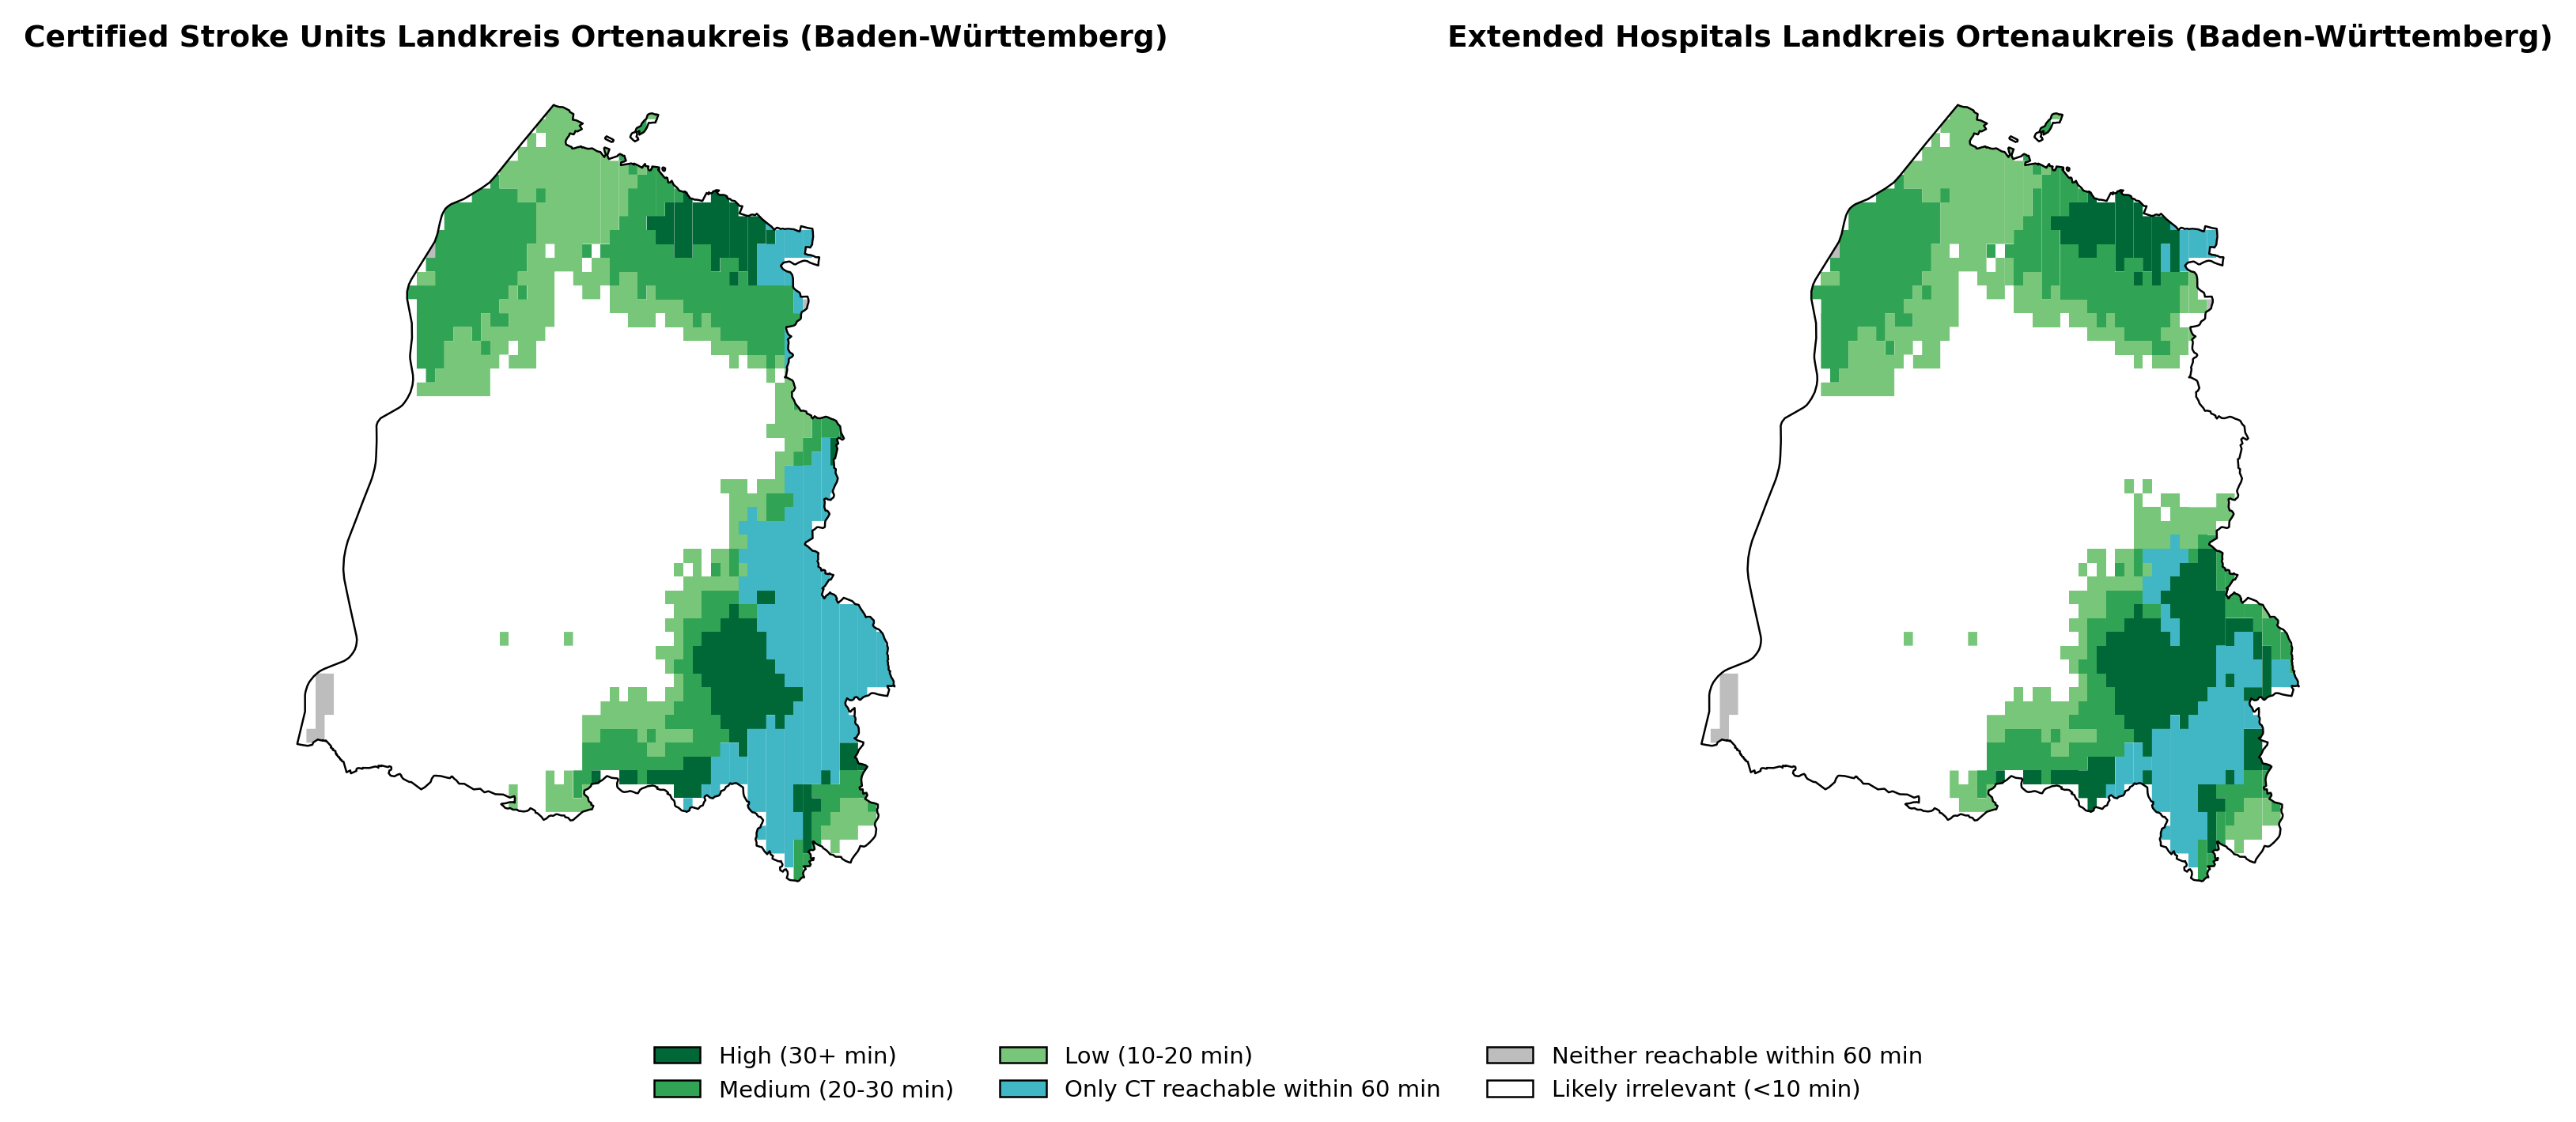 Certified Stroke Units Landkreis Ortenaukreis (Baden-Württemberg)
Extended Hospitals Landkreis Ortenaukreis (Baden-Württemberg)
High (30+ min)
Medium (20-30 min)
Low (10-20 min)
Only CT reachable within 60 min
Neither reachable within 60 min
Likely irrelevant (<10 min)